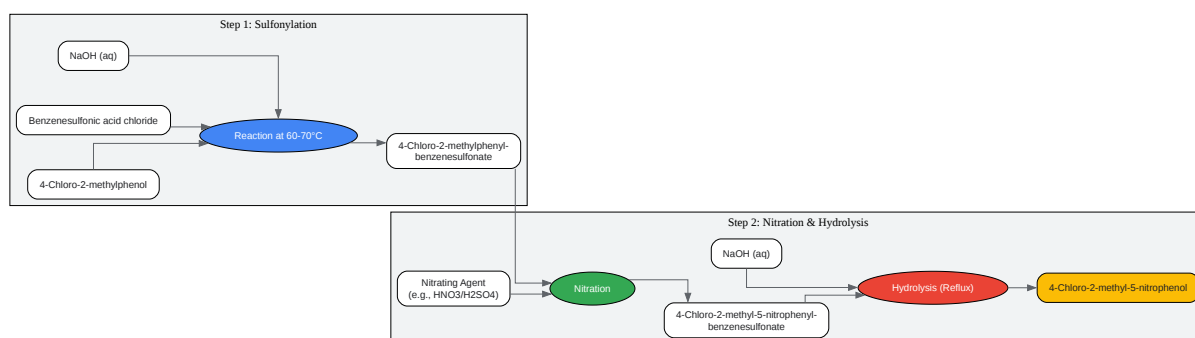 Step 1: Sulfonylation
NaOH (aq)
Benzenesulfonic acid chloride
Reaction at 60-70°C
4-Chloro-2-methylphenol
4-Chloro-2-methylphenyl-
benzenesulfonate
Step 2: Nitration & Hydrolysis
NaOH (aq)
Nitrating Agent
(e.g., HNO3/H2SO4)
Nitration
Hydrolysis (Reflux)
4-Chloro-2-methyl-5-nitrophenol
4-Chloro-2-methyl-5-nitrophenyl-
benzenesulfonate